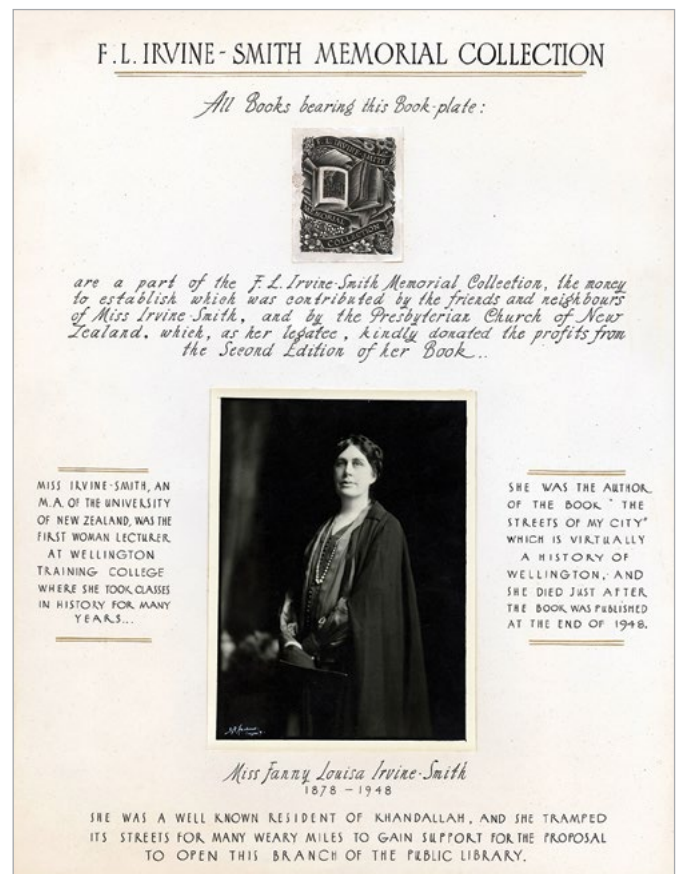 F.L. IRVINE-SMITH MEMORIAL COLLECTION
All Books bearing this Book-plate:
F. L. IRVINE-SMITH
MEMORIAL
COLLECTION
are a part of the F. L. Irvine-Smith Memorial Collection, the money
to establish which was contributed by the friends and neighbours
of Miss Irvine-Smith, and by the Presbyterian Church of New
Zealand, which, as her legatee, kindly donated the profits from
the Second Edition of her Book...
MISS IRVINE-SMITH, AN
M.A. OF THE UNIVERSITY
OF NEW ZEALAND, WAS THE
FIRST WOMAN LECTURER
AT WELLINGTON
TRAINING COLLEGE
WHERE SHE TOOK CLASSES
IN HISTORY FOR MANY
YEARS...
SHE WAS THE AUTHOR
OF THE BOOK "THE
STREETS OF MY CITY"
WHICH IS VIRTUALLY
A HISTORY OF
WELLINGTON, AND
SHE DIED JUST AFTER
THE BOOK WAS PUBLISHED
AT THE END OF 1948.
Miss Fanny Louisa Irvine-Smith
1878 - 1948
SHE WAS A WELL KNOWN RESIDENT OF KHANDALLAH, AND SHE TRAMPED
ITS STREETS FOR MANY WEARY MILES TO GAIN SUPPORT FOR THE PROPOSAL
TO OPEN THIS BRANCH OF THE PUBLIC LIBRARY.